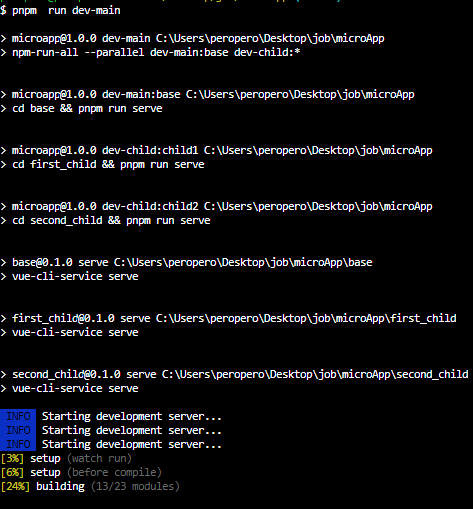 $ pnpm  run dev-main
> microapp@1.0.0 dev-main C:\Users\peropero\Desktop\job\microApp
> npm-run-all --parallel dev-main:base dev-child:*
> microapp@1.0.0 dev-main:base C:\Users\peropero\Desktop\job\microApp
> cd base && pnpm run serve
> microapp@1.0.0 dev-child:child1 C:\Users\peropero\Desktop\job\microApp
> cd first_child && pnpm run serve
> microapp@1.0.0 dev-child:child2 C:\Users\peropero\Desktop\job\microApp
> cd second_child && pnpm run serve
> base@0.1.0 serve C:\Users\peropero\Desktop\job\microApp\base
> vue-cli-service serve
> first_child@0.1.0 serve C:\Users\peropero\Desktop\job\microApp\first_child
> vue-cli-service serve
> second_child@0.1.0 serve C:\Users\peropero\Desktop\job\microApp\second_child
> vue-cli-service serve
INFO  Starting development server...
INFO  Starting development server...
INFO  Starting development server...
[3%] setup (watch run)
[6%] setup (before compile)
[24%] building (13/23 modules)